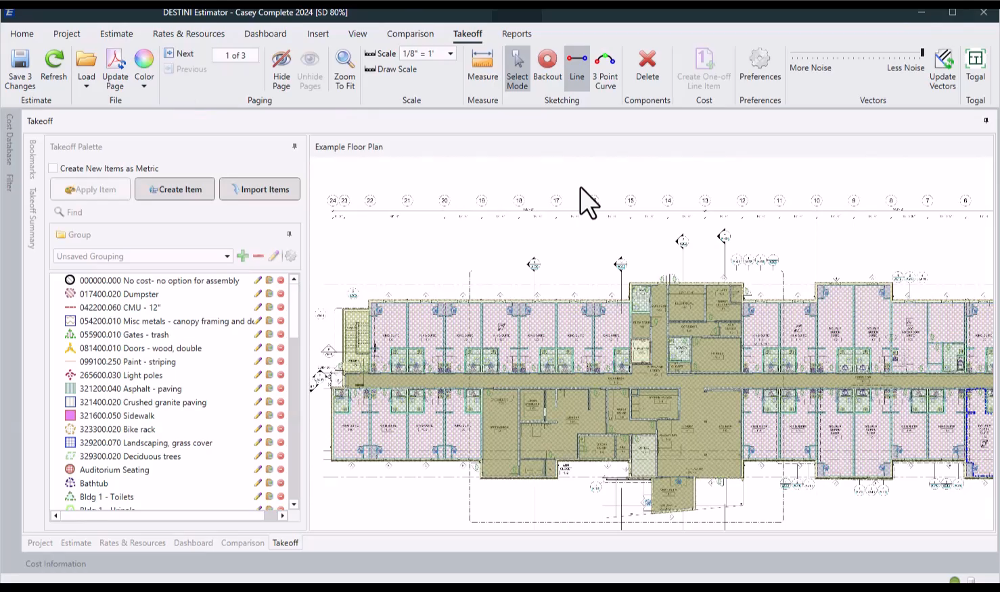 DESTINI Estimator - Casey Complete 2024 [SD 80%]
Home Project Estimate Rates & Resources Dashboard Insert View Comparison Takeoff Reports
Save 3 Changes
Refresh
Estimate
Load
Update Page
Color
File
Next
Previous
1 of 3
Hide Page
Unhide Pages
Paging
Zoom To Fit
Scale 1/8" = 1'
Draw Scale
Scale
Measure
Measure
Select Mode
Backout
Line
3 Point Curve
Sketching
Delete
Components
Create One-off Line Item
Cost
Preferences
Preferences
More Noise
Less Noise
Update Vectors
Vectors
Togal
Togal
Cost Database
Filter
Takeoff
Bookmarks
Takeoff Summary
Takeoff Palette
Create New Items as Metric
Apply Item
Create Item
Import Items
Find
Group
Unsaved Grouping
000000.000 No cost- no option for assembly
017400.020 Dumpster
042200.060 CMU - 12"
054200.010 Misc metals - canopy framing and de
055900.010 Gates - trash
081400.010 Doors - wood, double
099100.250 Paint - striping
265600.030 Light poles
321200.040 Asphalt - paving
321400.020 Crushed granite paving
321600.050 Sidewalk
323300.020 Bike rack
329200.070 Landscaping, grass cover
329300.020 Deciduous trees
Auditorium Seating
Bathtub
Bldg 1 - Toilets
Bldg 1 - Urinals
Example Floor Plan
24 23 22 21 20 19 18 17 15 14 13 12 11 10 9 8 7 6
Project Estimate Rates & Resources Dashboard Comparison Takeoff
Cost Information